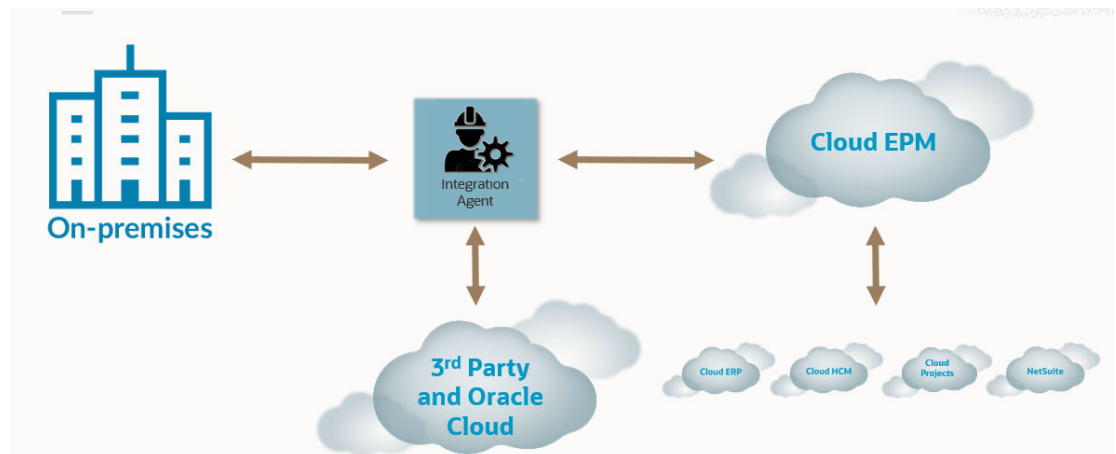 Cloud EPM
Integration
Agent
On-premises
3rd Party
and Oracle
Cloud
Cloud ERP
Cloud HCM
Cloud
Projects
NetSuite